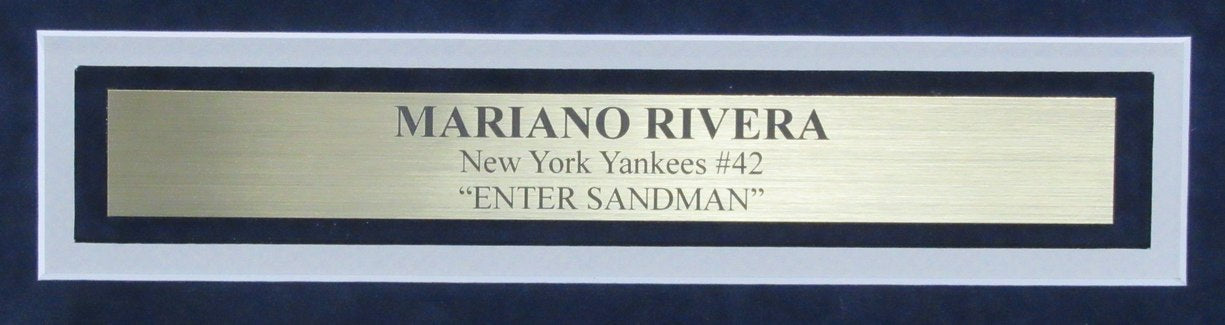 MARIANO RIVERA
New York Yankees #42
“ENTER SANDMAN”